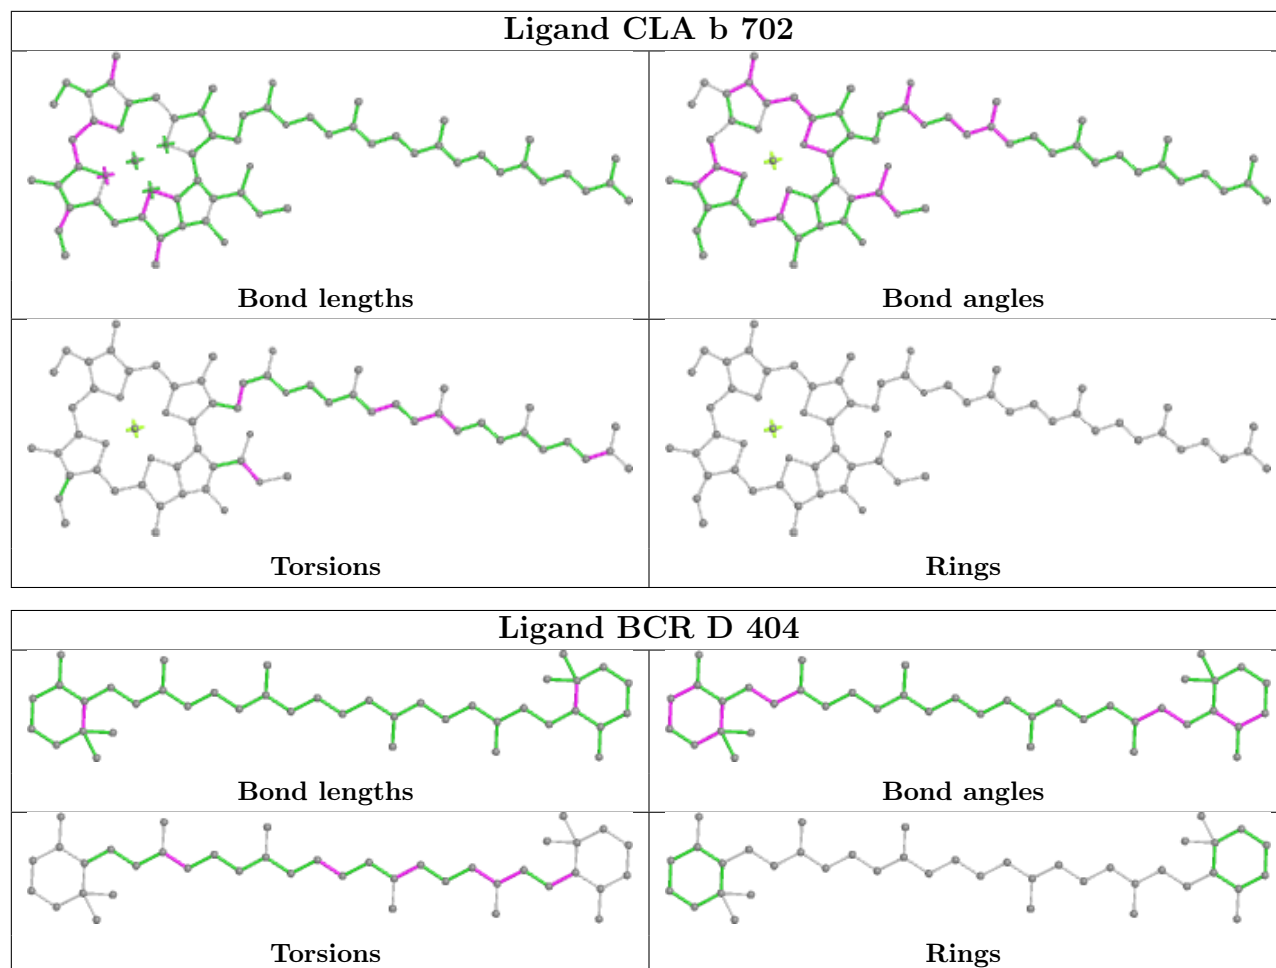 Ligand CLA b 702
Bond lengths
Bond angles
Torsions
Rings
Ligand BCR D 404
Bond lengths
Bond angles
Torsions
Rings